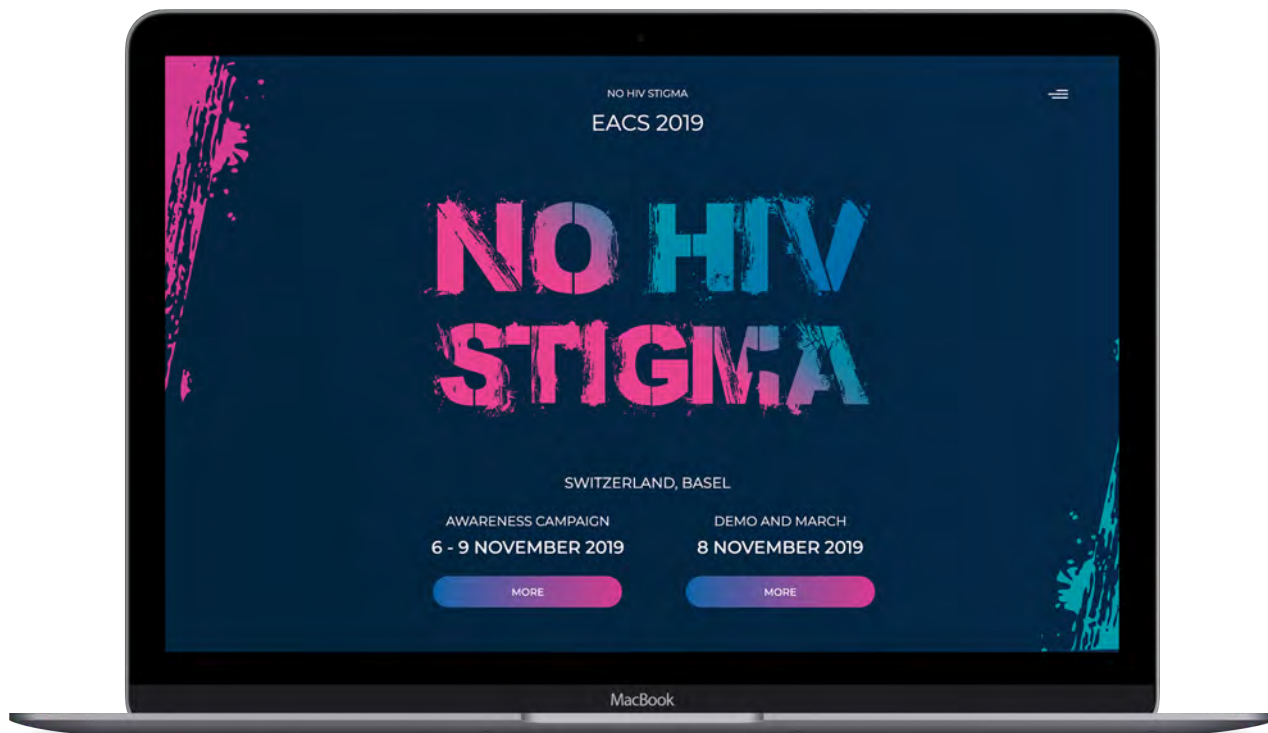 NO HIV STIGMA
EACS 2019
NO HIV
STIGMA
SWITZERLAND, BASEL
AWARENESS CAMPAIGN
6 - 9 NOVEMBER 2019
MORE
DEMO AND MARCH
8 NOVEMBER 2019
MORE
MacBook